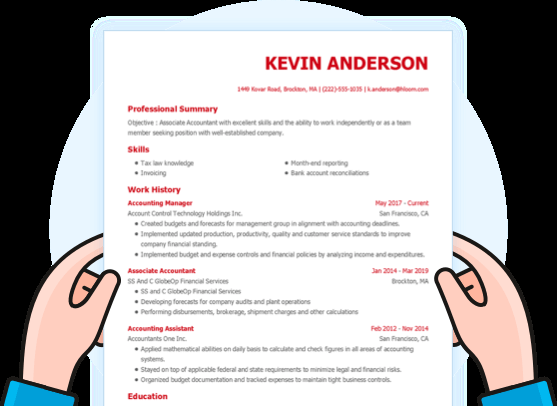 KEVIN ANDERSON
1449 Kovar Road, Brockton, MA | (222)-555-1035 | k.anderson@hloom.com
Professional Summary
Objective : Associate Accountant with excellent skills and the ability to work independently or as a team
member seeking position with well-established company.
Skills
• Tax law knowledge
• Invoicing
• Month-end reporting
• Bank account reconciliations
Work History
Accounting Manager May 2017 - Current
Account Control Technology Holdings Inc. San Francisco, CA
• Created budgets and forecasts for management group in alignment with accounting deadlines.
• Implemented updated production, productivity, quality and customer service standards to improve
company financial standing.
• Implemented budget and expense controls and financial policies by analyzing income and expenditures.
Associate Accountant Jan 2014 - Mar 2019
SS And C GlobeOp Financial Services Brockton, MA
SS and C GlobeOp Financial Services
• Developing forecasts for company audits and plant operations
• Performing disbursements, brokerage, shipment charges and other calculations
Accounting Assistant Feb 2012 - Nov 2014
Accountants One Inc. San Francisco, CA
• Applied mathematical abilities on daily basis to calculate and check figures in all areas of accounting
systems.
• Stayed on top of applicable federal and state requirements to minimize legal and financial risks.
• Organized budget documentation and tracked expenses to maintain tight business controls.
Education